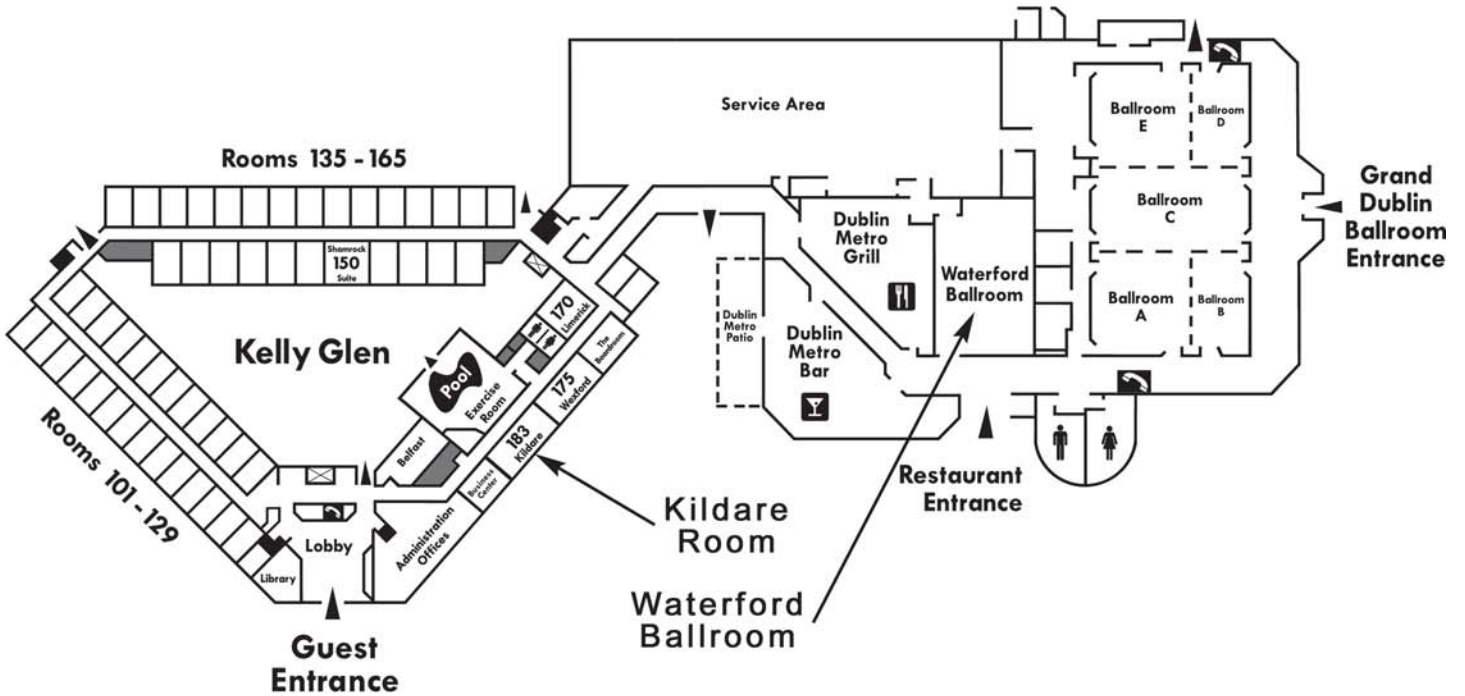 Service Area
Ballroom
E
Ballroom
D
Rooms 135 - 165
Grand
Dublin
Ballroom
Entrance
Ballroom
C
Dublin
Metro
Grill
Shamrock
150
Suite
Waterford
Ballroom
Ballroom
A
Ballroom
B
170
Limerick
Dublin
Metro
Patio
Dublin
Metro
Bar
Kelly Glen
The Boardroom
Pool
Exercise
Room
175
Wexford
183
Kildare
Belfast
Rooms 101 - 129
Business
Center
Restaurant
Entrance
Kildare
Room
Administration
Offices
Lobby
Library
Waterford
Ballroom
Guest
Entrance